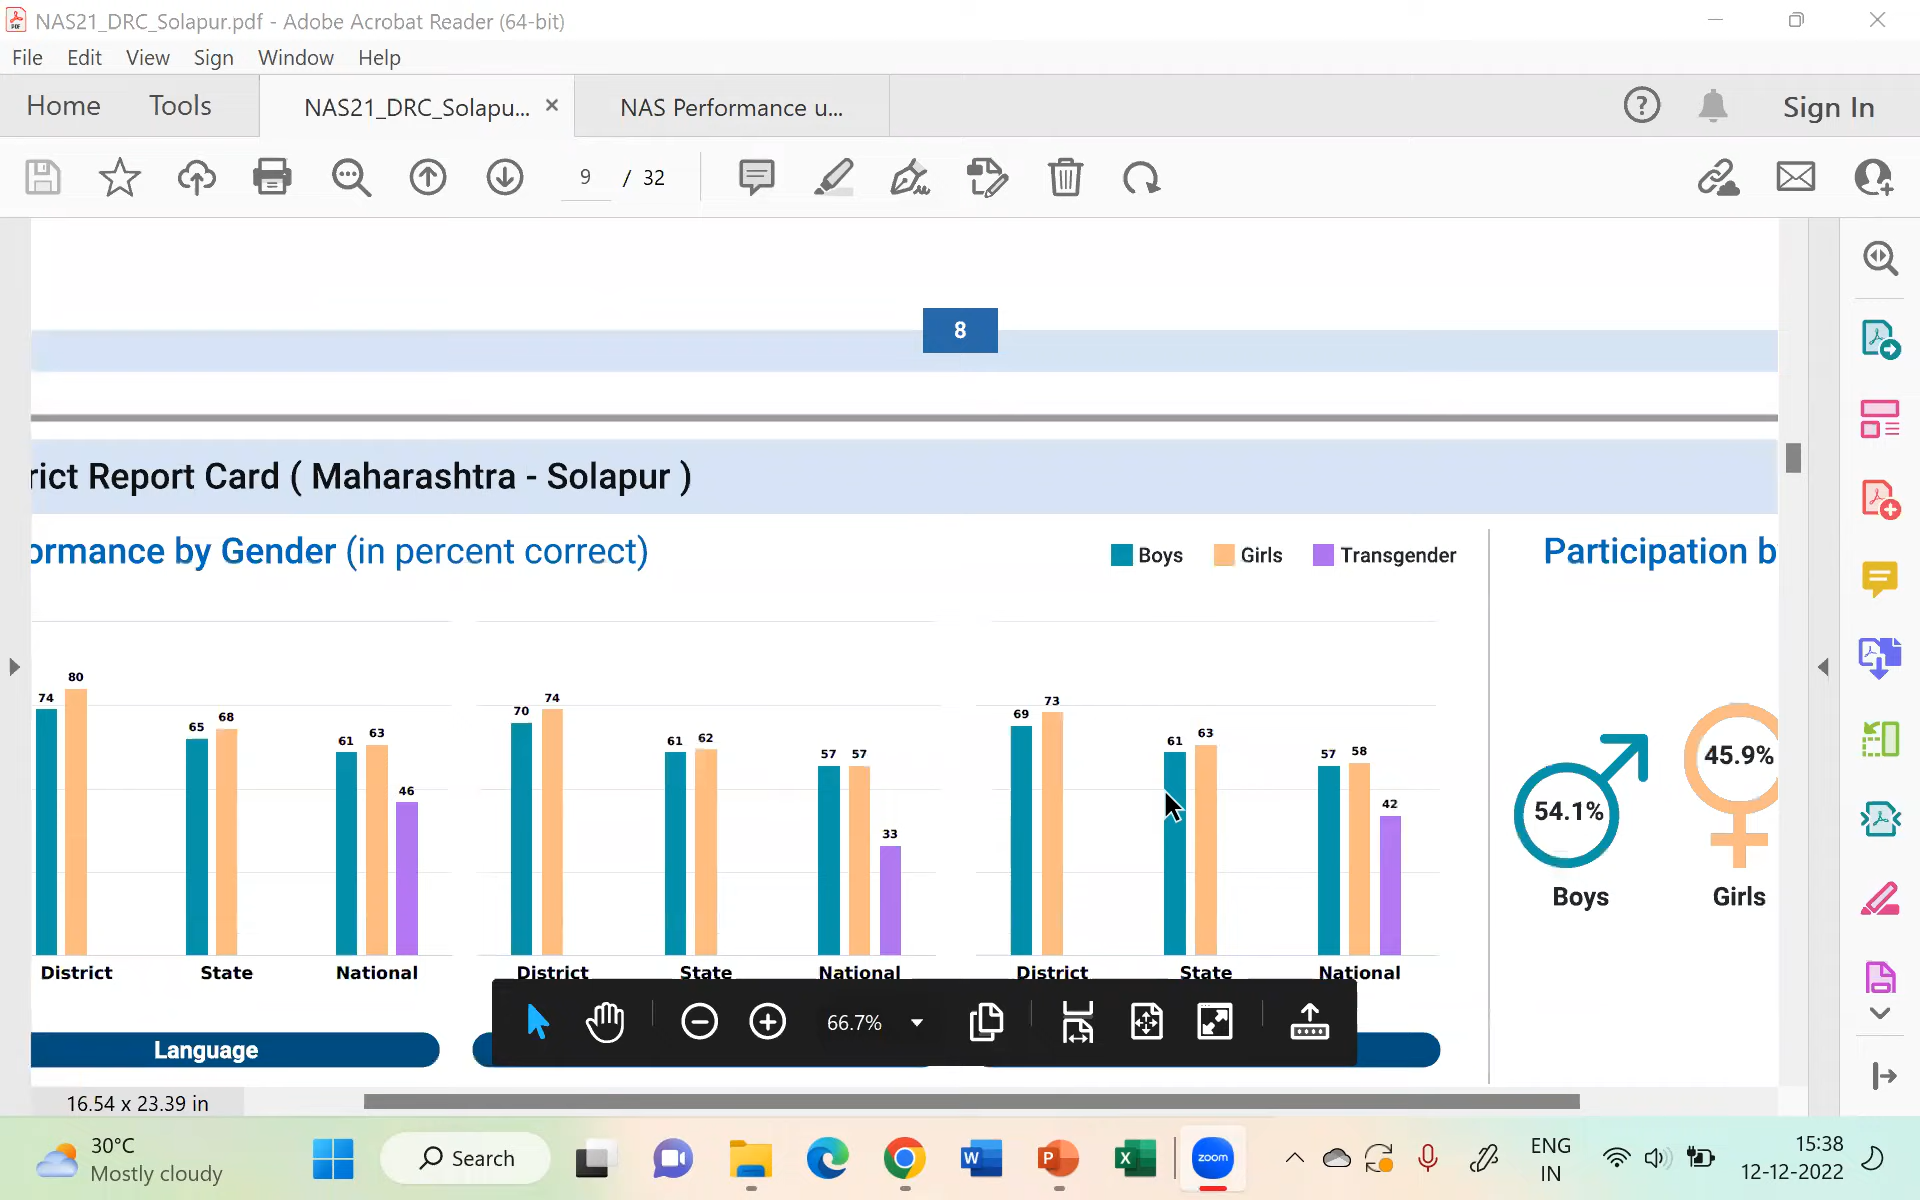 NAS21_DRC_Solapur.pdf - Adobe Acrobat Reader (64-bit)
File Edit View Sign Window Help
Home Tools NAS21_DRC_Solapu... × NAS Performance u... Sign In
9 / 32
8
rict Report Card ( Maharashtra - Solapur )
ormance by Gender (in percent correct)
Boys Girls Transgender
Participation b
74 80 65 68 61 63 46
District State National
Language
70 74 61 62 57 57 33
District State National
69 73 61 63 57 58 42
District State National
54.1% 45.9%
Boys Girls
66.7%
16.54 x 23.39 in
30°C
Mostly cloudy
Search
zoom
ENG
IN
15:38
12-12-2022